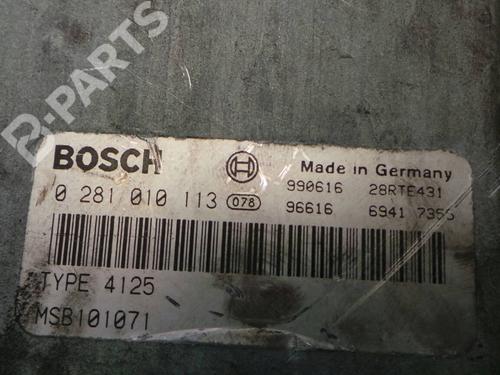 B-PARTS
BOSCH
Made in Germany
0 281 010 113 078
990616 28RTE431
96616 6941 7355
TYPE 4125
MSB101071